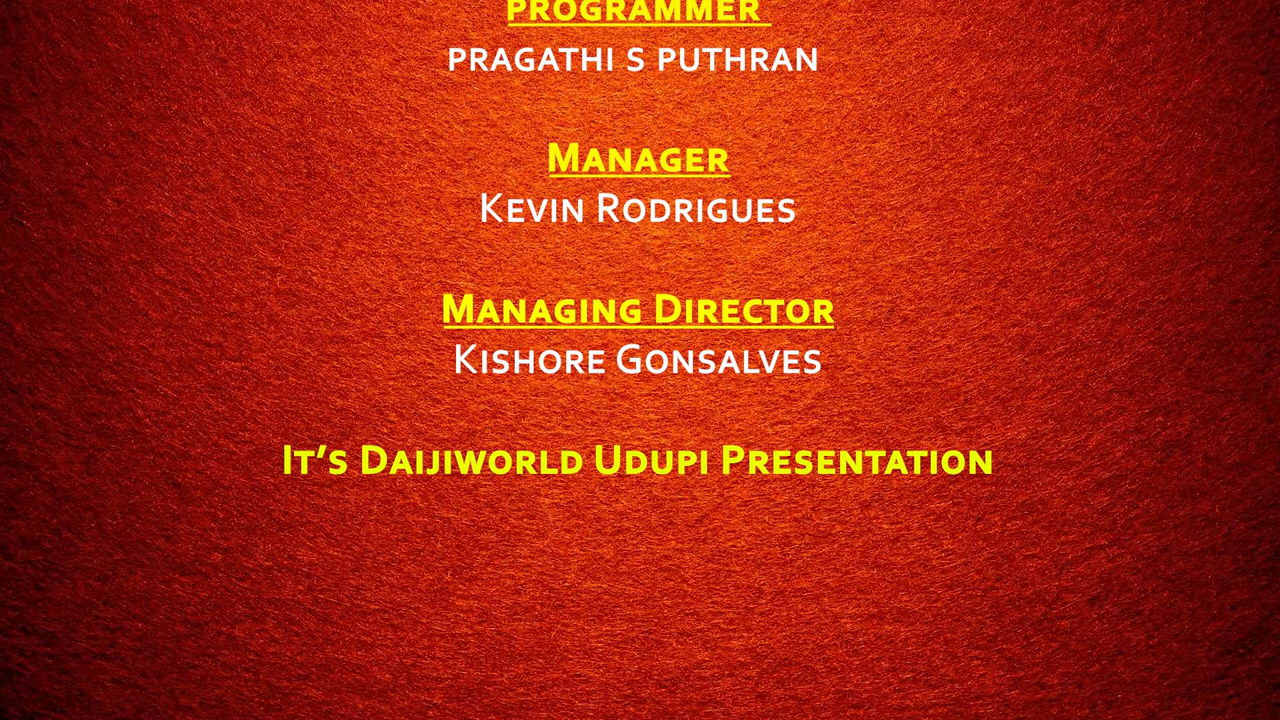 PROGRAMMER
PRAGATHI S PUTHRAN
MANAGER
KEVIN RODRIGUES
MANAGING DIRECTOR
KISHORE GONSALVES
IT'S DAIJIWORLD UDUPI PRESENTATION